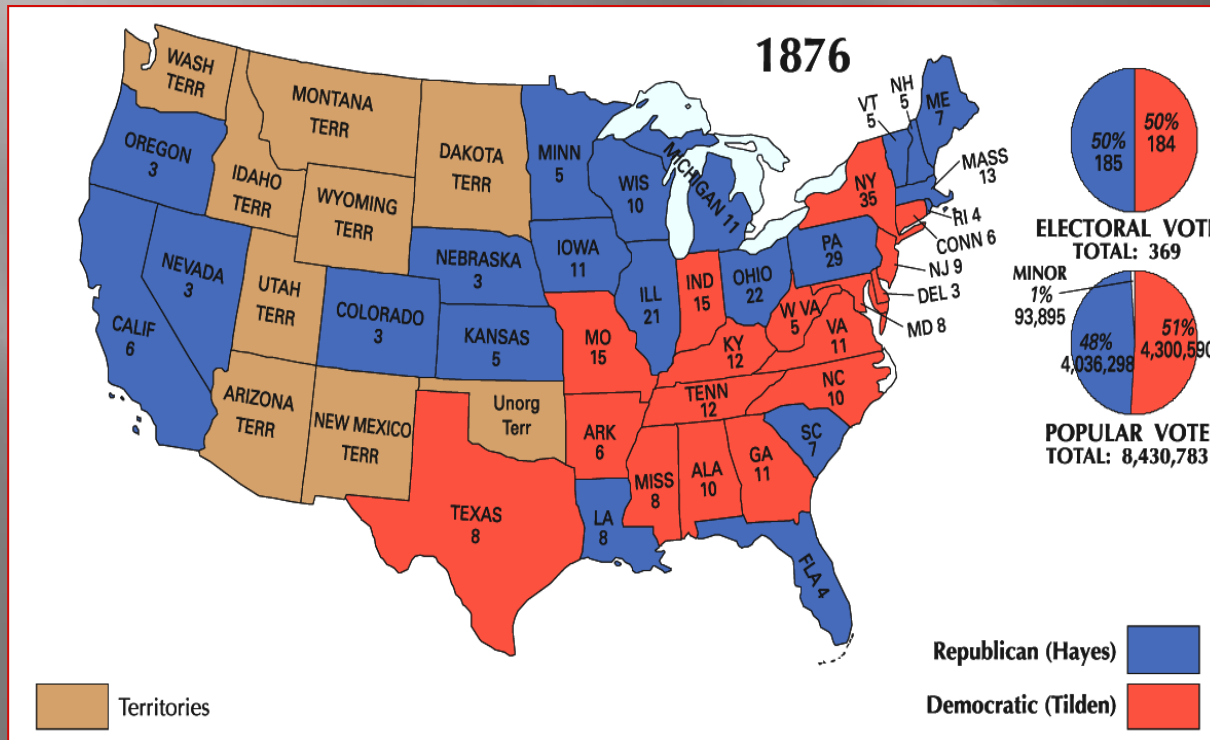 1876
WASH
TERR
MONTANA
TERR
DAKOTA
TERR
MINN
5
OREGON
3
IDAHO
TERR
WYOMING
TERR
WIS
10
MICHIGAN 11
VT
5
NH
5
ME
7
MASS
13
NY
35
RI 4
CONN 6
NJ 9
DEL 3
MD 8
PA
29
NEVADA
3
UTAH
TERR
NEBRASKA
3
IOWA
11
ILL
21
IND
15
OHIO
22
W VA
5
VA
11
CALIF
6
COLORADO
3
KANSAS
5
MO
15
KY
12
NC
10
TENN
12
ARIZONA
TERR
NEW MEXICO
TERR
Unorg
Terr
ARK
6
SC
7
MISS
8
ALA
10
GA
11
TEXAS
8
LA
8
FLA 4
50%
185
50%
184
ELECTORAL VOT
TOTAL: 369
MINOR
1%
93,895
48%
4,036,298
51%
4,300,590
POPULAR VOTE
TOTAL: 8,430,783
Republican (Hayes)
Democratic (Tilden)
Territories